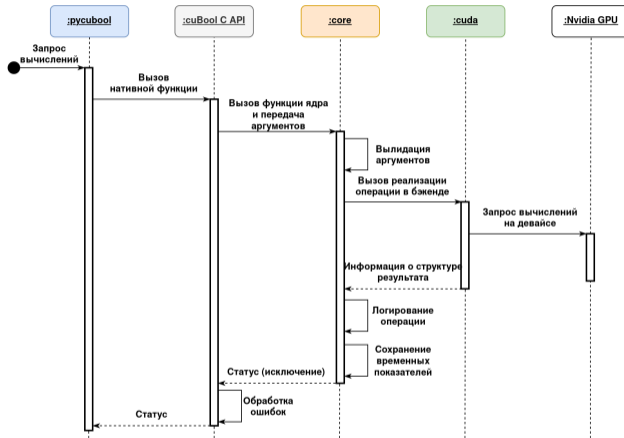 :pycubool
:cuBool C API
:core
:cuda
:Nvidia GPU
Запрос
вычислений
Вызов
нативной функции
Вызов функции ядра
и передача
аргументов
Вылидация
аргументов
Вызов реализации
операции в бэкенде
Запрос вычислений
на девайсе
Информация о структуре
результата
Логирование
операции
Сохранение
временных
показателей
Статус (исключение)
Обработка
ошибок
Статус